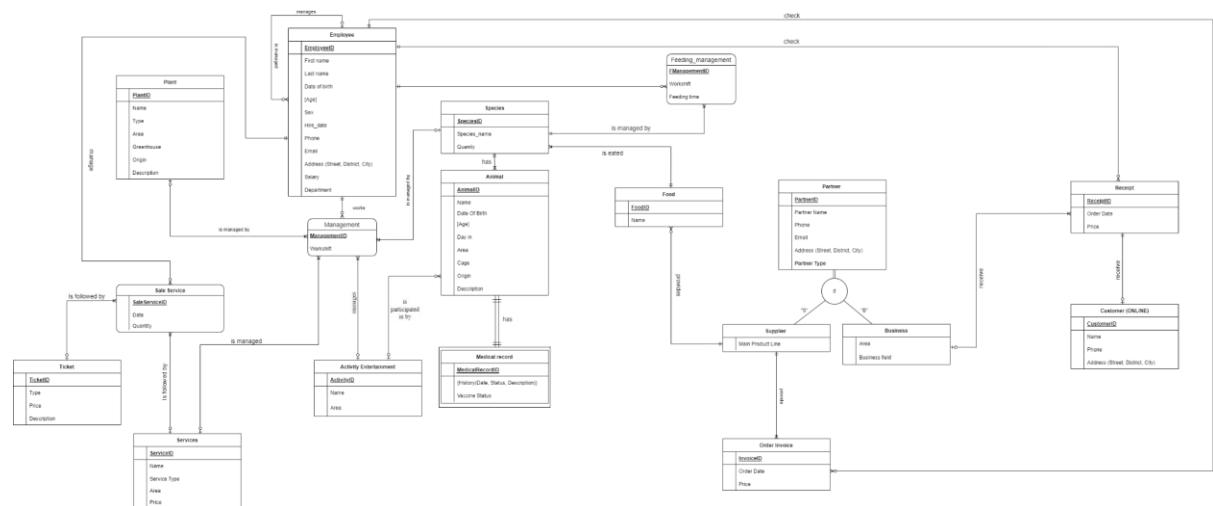 check
manages
Employee
EmployeeID
First name
Last name
Date of birth
[Age]
Sex
Hire_date
Phone
Email
Address (Street, District, City)
Salary
Department
check
Feeding_management
FManagementID
Workshift
Feeding time
Plant
PlantID
Name
Type
Area
Greenhouse
Origin
Description
manage
Species
SpeciesID
Species_name
Quantity
is managed by
is eated
has
is managed by
Animal
AnimalID
Name
Date Of Birth
[Age]
Day in
Area
Cage
Origin
Description
Food
FoodID
Name
Partner
PartnerID
Partner Name
Phone
Email
Address (Street, District, City)
Partner Type
d
"S"
"B"
Receipt
ReceiptID
Order Date
Price
works
Management
ManagementID
Workshift
is managed by
Sale Service
SaleServiceID
Date
Quantity
Is followed by
Is followed by
is managed
manages
is
participated
in by
has
provides
receive
receive
Supplier
Main Product Line
Business
Area
Business field
Customer (ONLINE)
CustomerID
Name
Phone
Address (Street, District, City)
Ticket
TicketID
Type
Price
Description
Activity Entertainment
ActivityID
Name
Area
Medical record
MedicalRecordID
{History(Date, Status, Description)}
Vaccine Status
Services
ServiceID
Name
Service Type
Area
Price
Order Invoice
InvoiceID
Order Date
Price